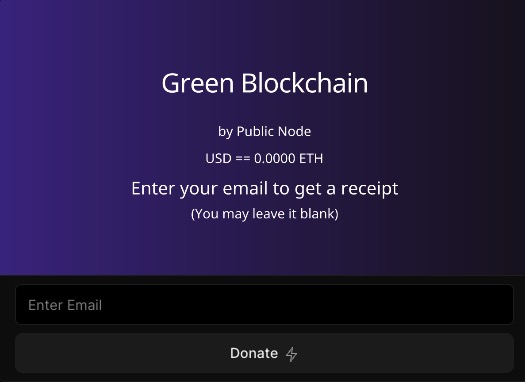 Green Blockchain
by Public Node
USD == 0.0000 ETH
Enter your email to get a receipt
(You may leave it blank)
Enter Email
Donate